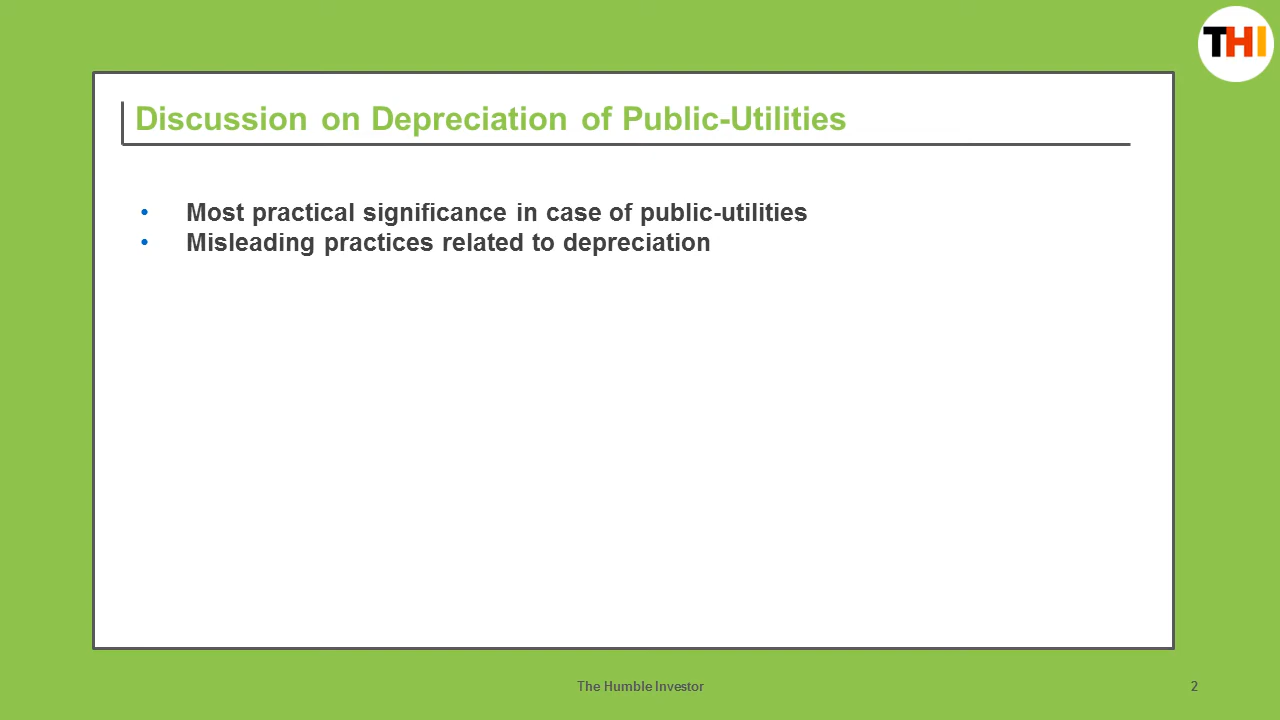 THI
Discussion on Depreciation of Public-Utilities
• Most practical significance in case of public-utilities
• Misleading practices related to depreciation
The Humble Investor
2